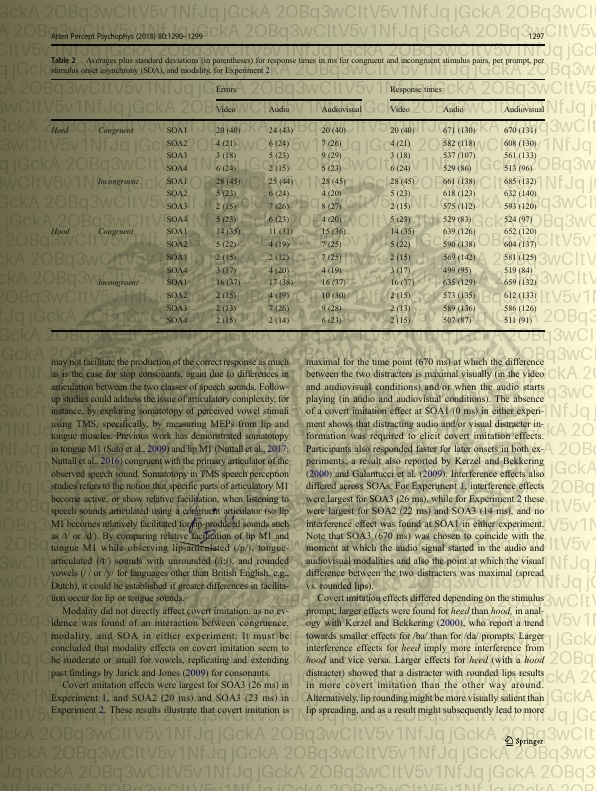 Atten Percept Psychophys (2018) 80:1290–1299 1297
Table 2 Averages plus standard deviations (in parentheses) for response times in ms for congruent and incongruent stimulus pairs, per prompt, per
stimulus onset asynchrony (SOA), and modality, for Experiment 2
Errors Response times
Video Audio Audiovisual Video Audio Audiovisual
Heed Congruent SOA1 20 (40) 24 (43) 20 (40) 20 (40) 671 (130) 670 (131)
SOA2 4 (21) 6 (24) 7 (26) 4 (21) 582 (118) 608 (130)
SOA3 3 (18) 5 (23) 9 (29) 3 (18) 537 (107) 561 (133)
SOA4 6 (24) 2 (15) 5 (23) 6 (24) 529 (86) 513 (96)
Incongruent SOA1 28 (45) 25 (44) 28 (45) 28 (45) 661 (138) 685 (132)
SOA2 5 (23) 6 (24) 4 (20) 5 (23) 618 (123) 632 (140)
SOA3 2 (15) 7 (26) 8 (27) 2 (15) 575 (112) 593 (120)
SOA4 5 (23) 6 (23) 4 (20) 5 (23) 529 (83) 524 (97)
Hood Congruent SOA1 14 (35) 11 (31) 15 (36) 14 (35) 639 (126) 652 (120)
SOA2 5 (22) 4 (19) 7 (25) 5 (22) 590 (138) 604 (137)
SOA3 2 (15) 2 (12) 7 (25) 2 (15) 569 (142) 581 (125)
SOA4 3 (17) 4 (20) 4 (19) 3 (17) 499 (95) 519 (84)
Incongruent SOA1 16 (37) 17 (38) 16 (37) 16 (37) 635 (129) 659 (132)
SOA2 2 (15) 4 (19) 10 (30) 2 (15) 573 (135) 612 (133)
SOA3 2 (13) 7 (26) 9 (28) 2 (13) 589 (136) 586 (126)
SOA4 2 (15) 2 (14) 6 (23) 2 (15) 507 (87) 511 (91)
may not facilitate the production of the correct response as much
as is the case for stop consonants, again due to differences in
articulation between the two classes of speech sounds. Follow-
up studies could address the issue of articulatory complexity, for
instance, by exploring somatotopy of perceived vowel stimuli
using TMS, specifically, by measuring MEPs from lip and
tongue muscles. Previous work has demonstrated somatotopy
in tongue M1 (Sato et al., 2009) and lip M1 (Nuttall et al., 2017;
Nuttall et al., 2016) congruent with the primary articulator of the
observed speech sound. Somatotopy in TMS speech perception
studies refers to the notion that specific parts of articulatory M1
become active, or show relative facilitation, when listening to
speech sounds articulated using a congruent articulator (so lip
M1 becomes relatively facilitated for lip-produced sounds such
as /t/ or /d/). By comparing relative facilitation of lip M1 and
tongue M1 while observing lip-articulated (/p/), tongue-
articulated (/t/) sounds with unrounded (/i:/), and rounded
vowels (/ / or /y/ for languages other than British English, e.g.,
Dutch), it could be established if greater differences in facilita-
tion occur for lip or tongue sounds.
Modality did not directly affect covert imitation, as no ev-
idence was found of an interaction between congruence,
modality, and SOA in either experiment. It must be
concluded that modality effects on covert imitation seem to
be moderate or small for vowels, replicating and extending
past findings by Jarick and Jones (2009) for consonants.
Covert imitation effects were largest for SOA3 (26 ms) in
Experiment 1, and SOA2 (20 ms) and SOA3 (23 ms) in
Experiment 2. These results illustrate that covert imitation is
maximal for the time point (670 ms) at which the difference
between the two distracters is maximal visually (in the video
and audiovisual conditions) and/or when the audio starts
playing (in audio and audiovisual conditions). The absence
of a covert imitation effect at SOA1 (0 ms) in either experi-
ment shows that distracting audio and/or visual distracter in-
formation was required to elicit covert imitation effects.
Participants also responded faster for later onsets in both ex-
periments, a result also reported by Kerzel and Bekkering
(2000) and Galantucci et al. (2009). Interference effects also
differed across SOAs. For Experiment 1, interference effects
were largest for SOA3 (26 ms), while for Experiment 2 these
were largest for SOA2 (22 ms) and SOA3 (14 ms), and no
interference effect was found at SOA1 in either experiment.
Note that SOA3 (670 ms) was chosen to coincide with the
moment at which the audio signal started in the audio and
audiovisual modalities and also the point at which the visual
difference between the two distracters was maximal (spread
vs. rounded lips).
Covert imitation effects differed depending on the stimulus
prompt; larger effects were found for heed than hood, in anal-
ogy with Kerzel and Bekkering (2000), who report a trend
towards smaller effects for /ba/ than for /da/ prompts. Larger
interference effects for heed imply more interference from
hood and vice versa. Larger effects for heed (with a hood
distracter) showed that a distracter with rounded lips results
in more covert imitation than the other way around.
Alternatively, lip rounding might be more visually salient than
lip spreading, and as a result might subsequently lead to more
Springer